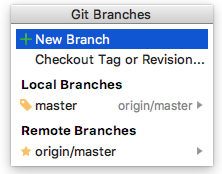 Git Branches
New Branch
Checkout Tag or Revision...
Local Branches
master origin/master
Remote Branches
origin/master